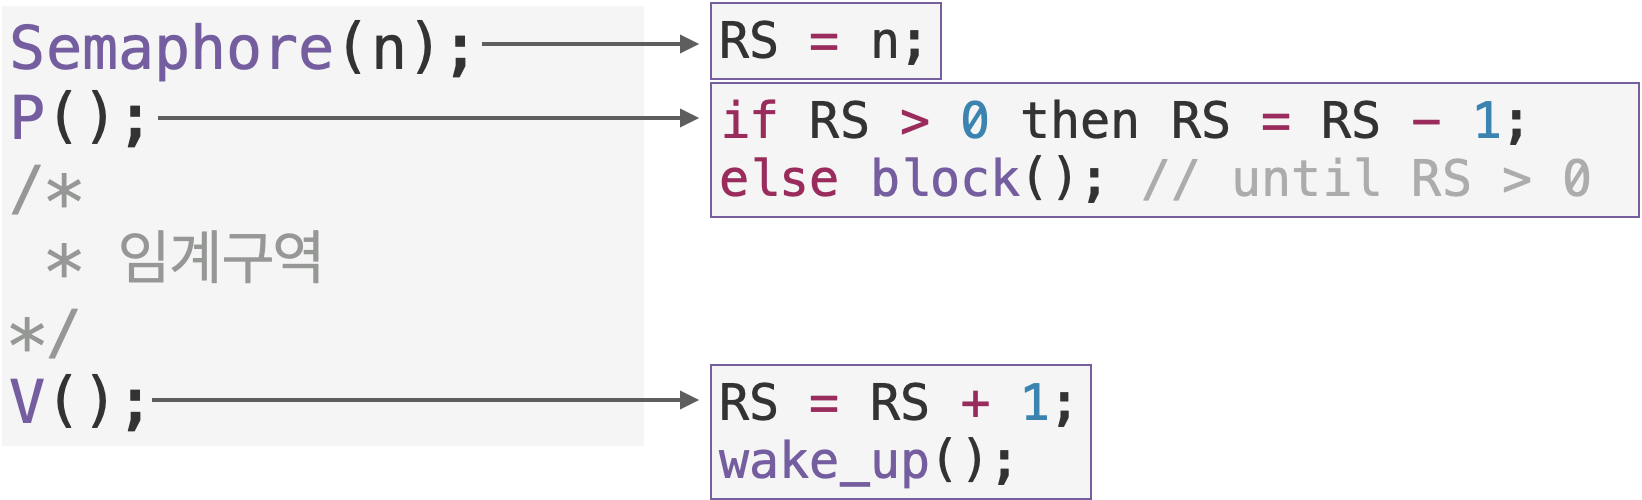 Semaphore(n);
RS = n;
P();
if RS > 0 then RS = RS - 1;
else block(); // until RS > 0
/*
 * 임계구역
*/
V();
RS = RS + 1;
wake_up();